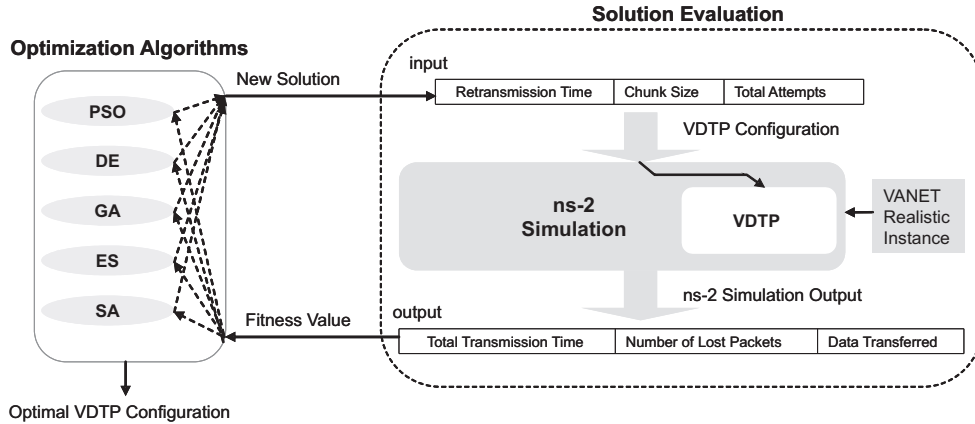 Solution Evaluation
Optimization Algorithms
PSO
DE
GA
ES
SA
New Solution
input
Retransmission Time
Chunk Size
Total Attempts
VDTP Configuration
ns-2
Simulation
VDTP
VANET
Realistic
Instance
ns-2 Simulation Output
output
Fitness Value
Total Transmission Time
Number of Lost Packets
Data Transferred
Optimal VDTP Configuration